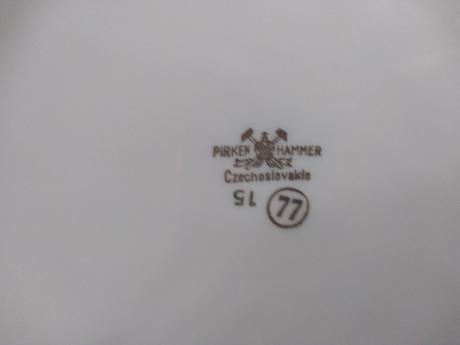 PIRKEN HAMMER
Czechoslovakia
15 77